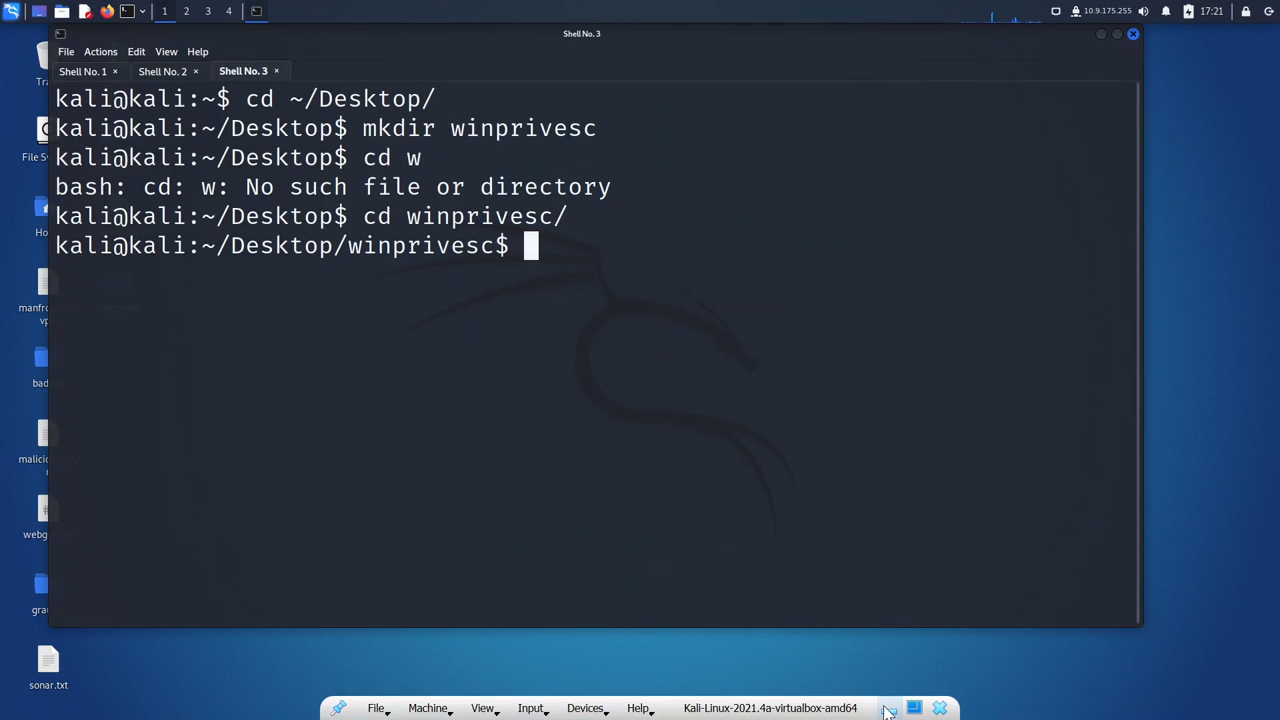 1 2 3 4 10.9.175.255 17:21
Shell No. 3
File Actions Edit View Help
Shell No. 1 × Shell No. 2 × Shell No. 3 ×
kali@kali:~$ cd ~/Desktop/
kali@kali:~/Desktop$ mkdir winprivesc
kali@kali:~/Desktop$ cd w
bash: cd: w: No such file or directory
kali@kali:~/Desktop$ cd winprivesc/
kali@kali:~/Desktop/winprivesc$
sonar.txt
File Machine View Input Devices Help Kali-Linux-2021.4a-virtualbox-amd64